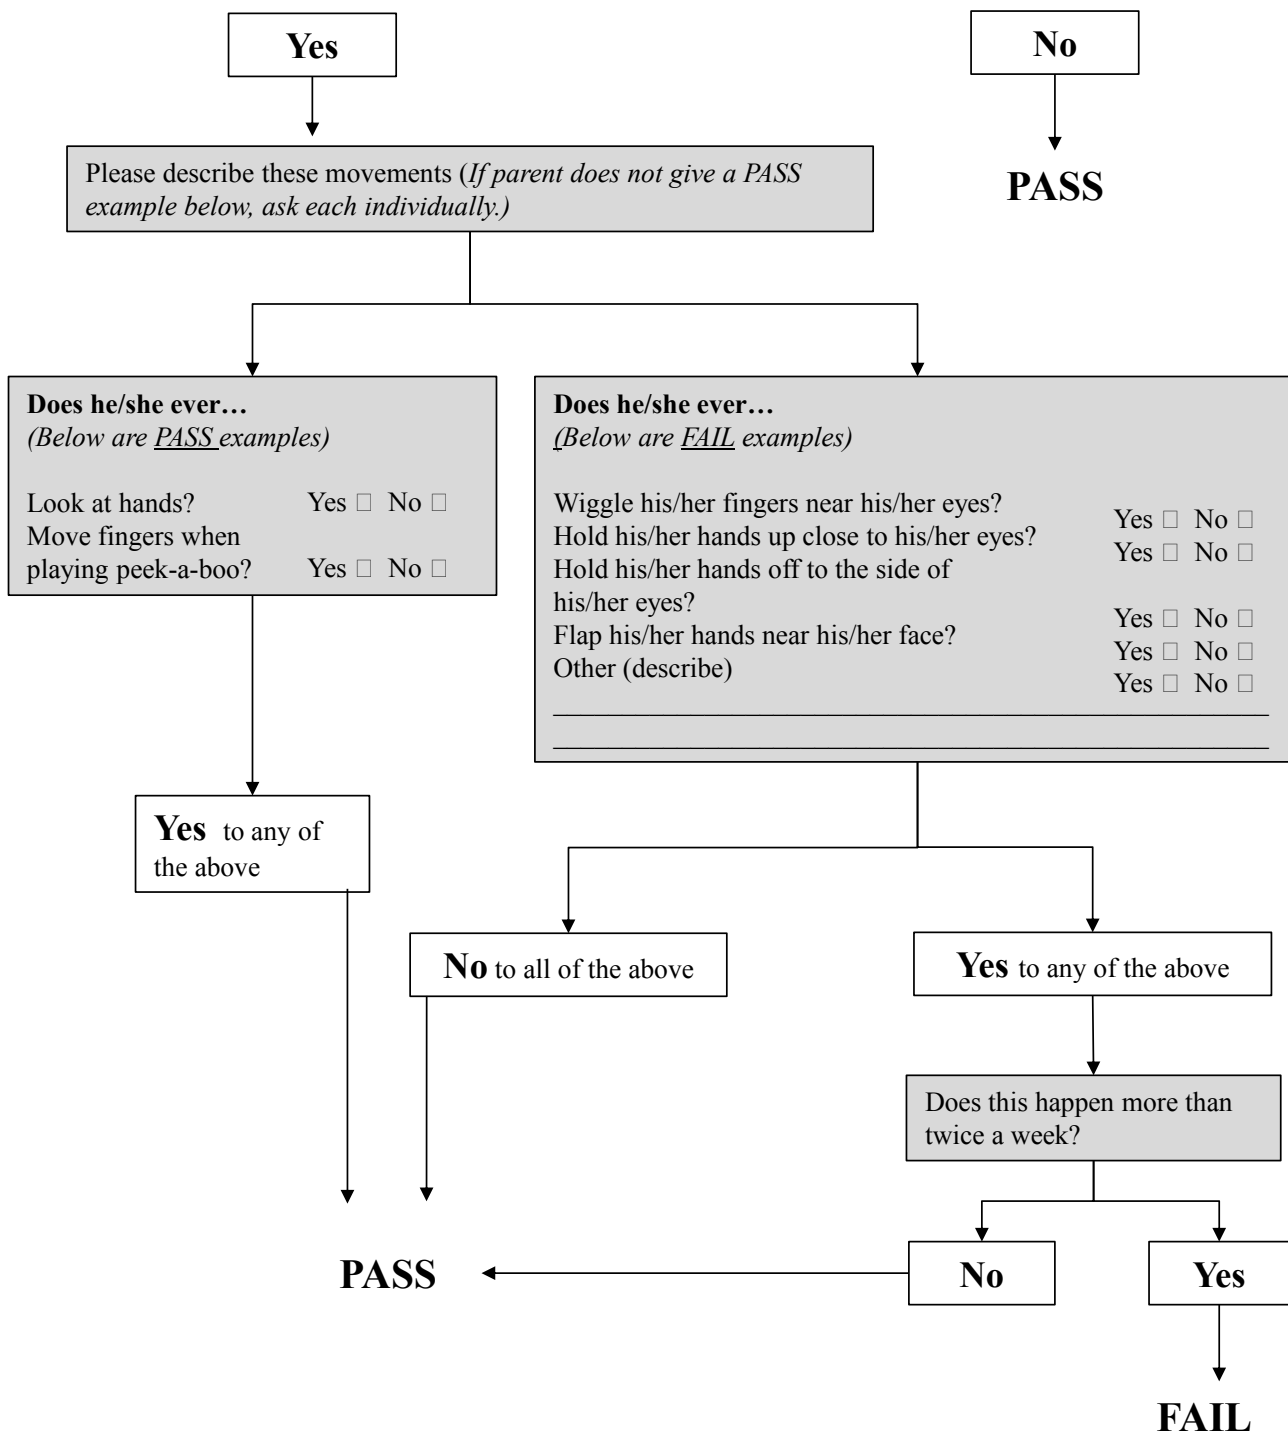 Yes
No
PASS
Please describe these movements (If parent does not give a PASS
example below, ask each individually.)
Does he/she ever…
(Below are PASS examples)
Look at hands? Yes □ No □
Move fingers when
playing peek-a-boo? Yes □ No □
Does he/she ever…
(Below are FAIL examples)
Wiggle his/her fingers near his/her eyes? Yes □ No □
Hold his/her hands up close to his/her eyes? Yes □ No □
Hold his/her hands off to the side of
his/her eyes? Yes □ No □
Flap his/her hands near his/her face? Yes □ No □
Other (describe) Yes □ No □
Yes to any of
the above
No to all of the above
Yes to any of the above
Does this happen more than
twice a week?
PASS
No
Yes
FAIL